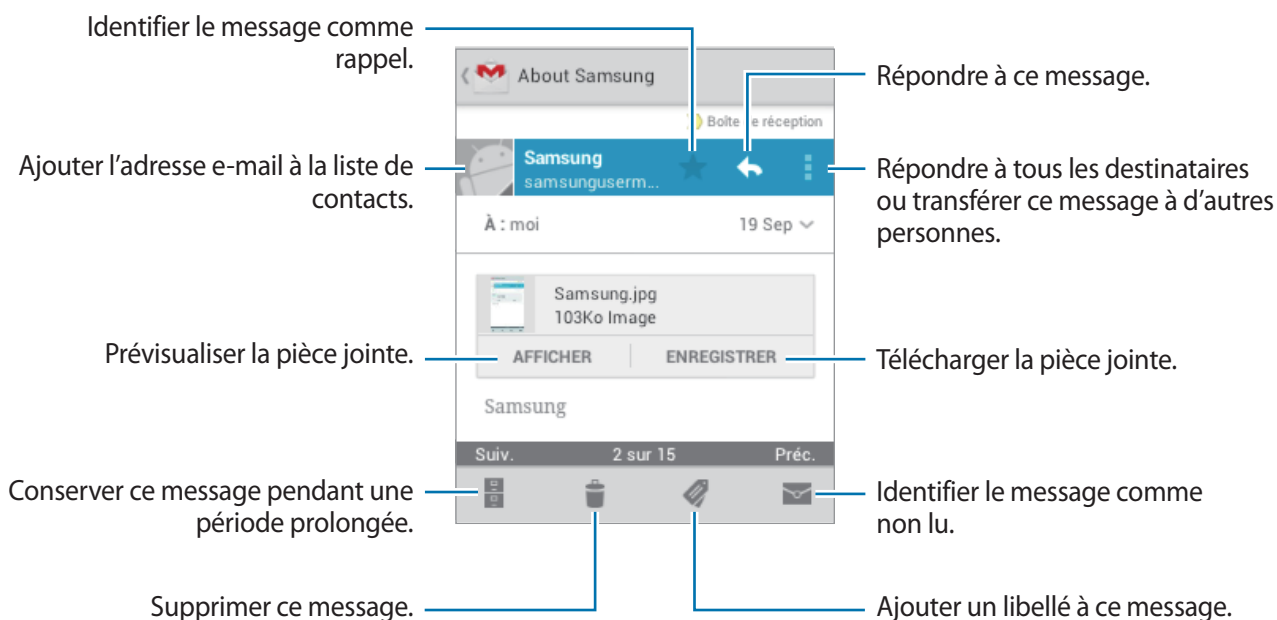 Identifier le message comme
rappel.
About Samsung
Répondre à ce message.
Boîte de réception
Ajouter l'adresse e-mail à la liste de
contacts.
Samsung
samsunguserm...
Répondre à tous les destinataires
ou transférer ce message à d'autres
personnes.
À : moi
19 Sep
Samsung.jpg
103Ko Image
Prévisualiser la pièce jointe.
AFFICHER
ENREGISTRER
Télécharger la pièce jointe.
Samsung
Suiv.
2 sur 15
Préc.
Conserver ce message pendant une
période prolongée.
Identifier le message comme
non lu.
Supprimer ce message.
Ajouter un libellé à ce message.